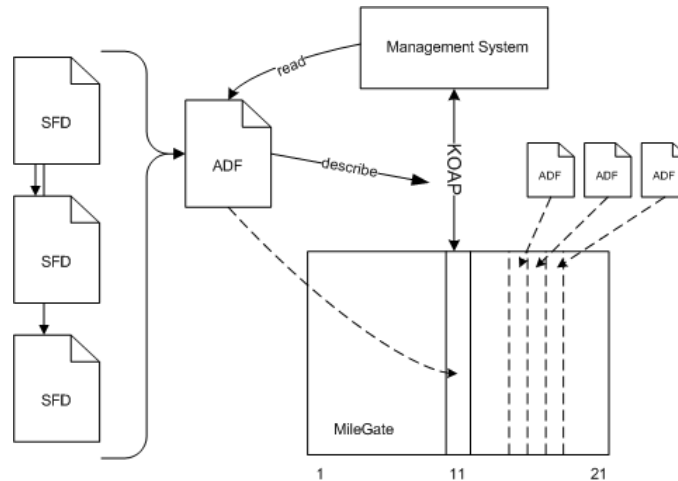 Management System
read
SFD
ADF
describe
KOAP
ADF
ADF
ADF
SFD
SFD
MileGate
1
11
21